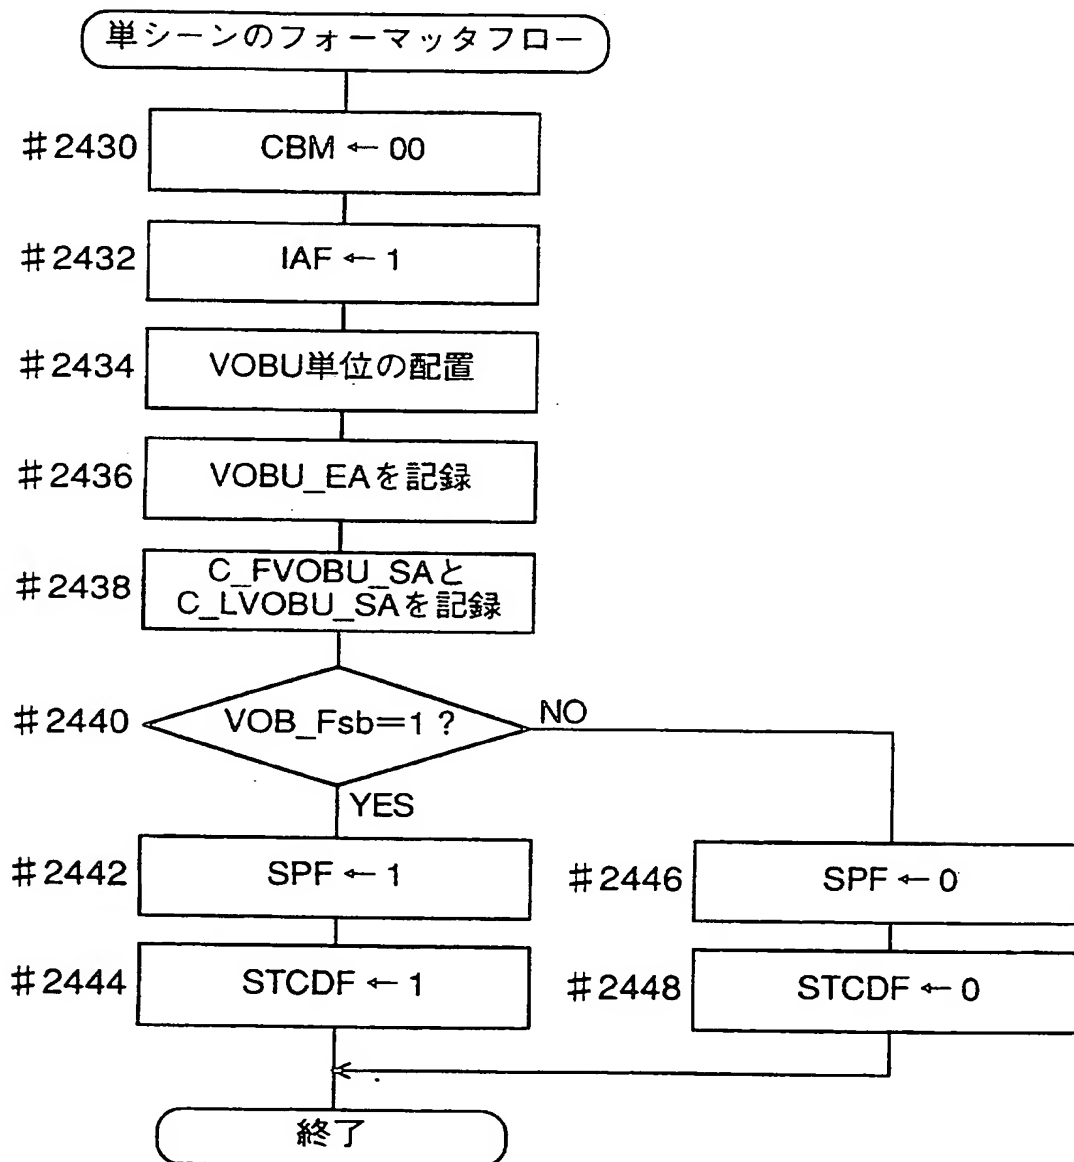 単シーンのフォーマッタフロー
#2430
CBM ← 00
#2432
IAF ← 1
#2434
VOBU単位の配置
#2436
VOBU_EAを記録
#2438
C_FVOBU_SAと
C_LVOBU_SAを記録
#2440
VOB_Fsb=1 ?
NO
YES
#2442
SPF ← 1
#2446
SPF ← 0
#2444
STCDF ← 1
#2448
STCDF ← 0
終了